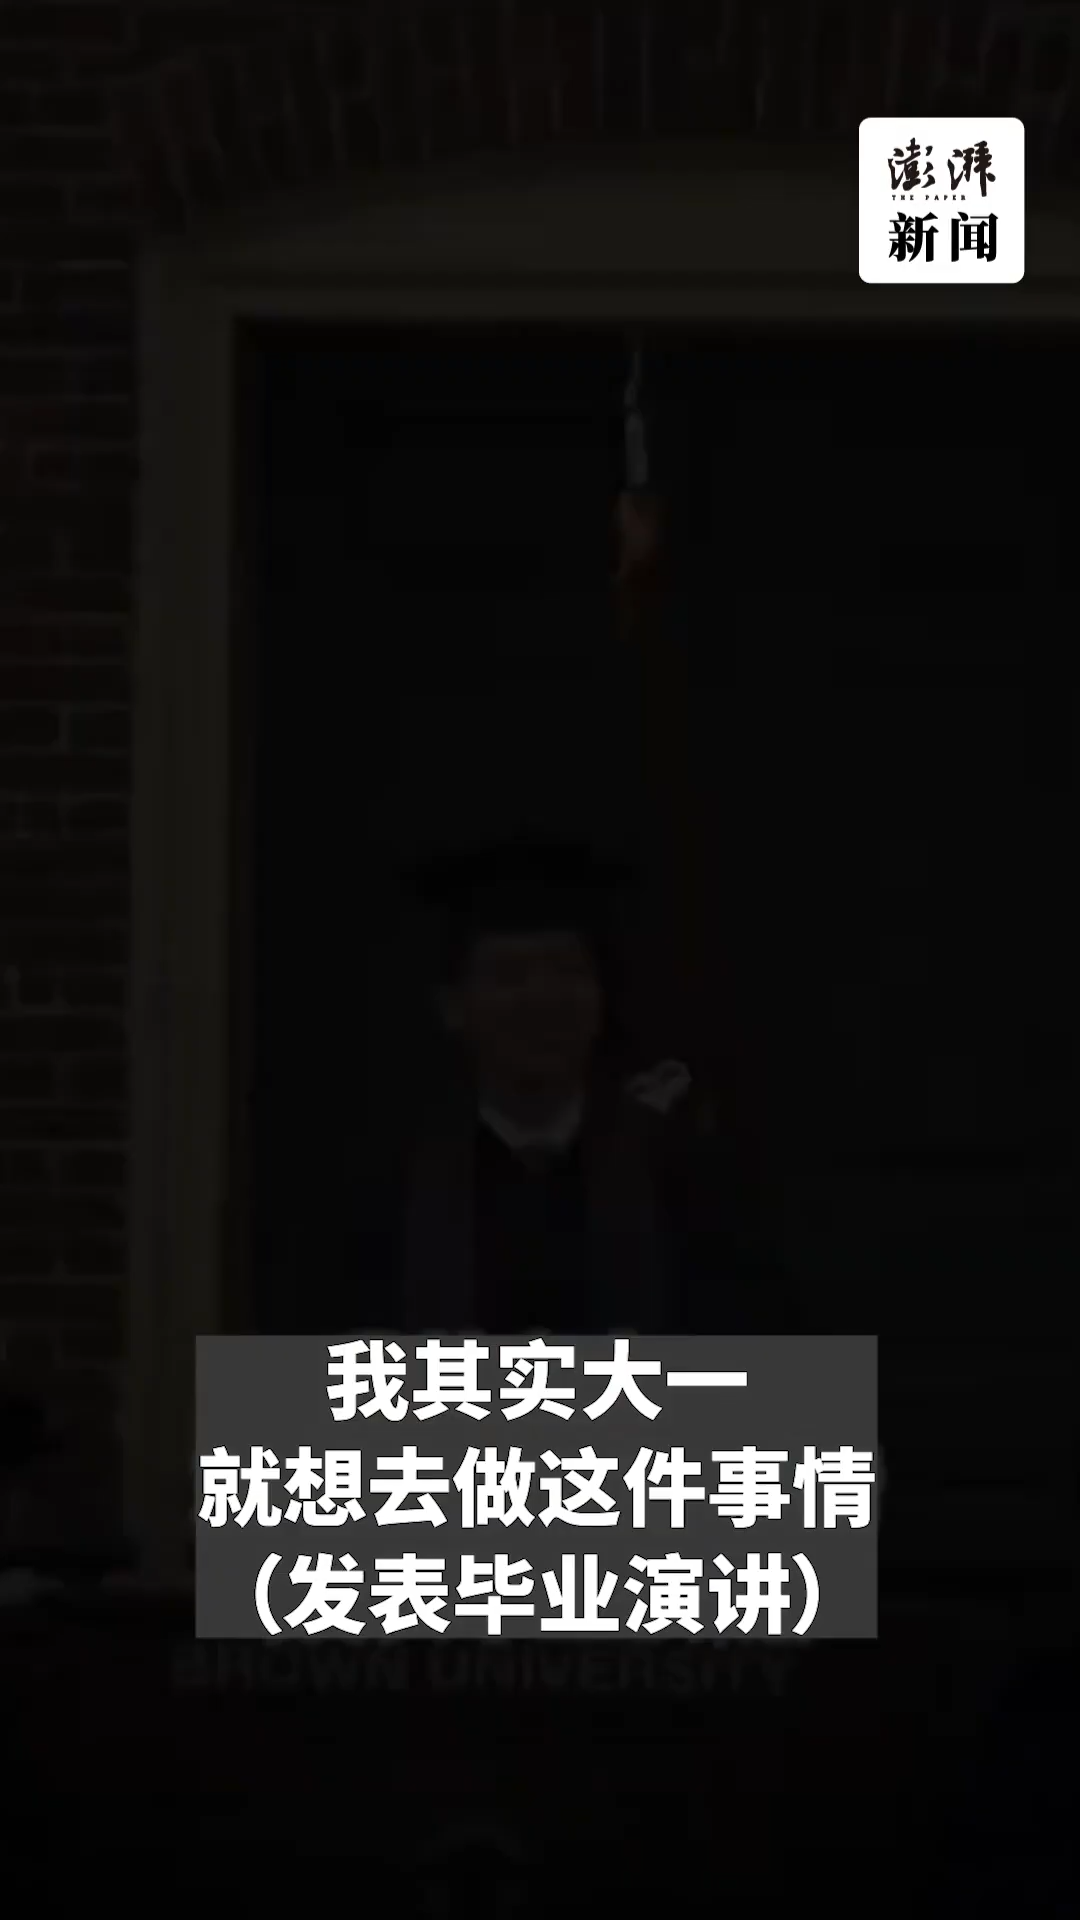 澎湃
THE PAPER
新闻
我其实大一
就想去做这件事情
（发表毕业演讲）
BROWN UNIVERSITY